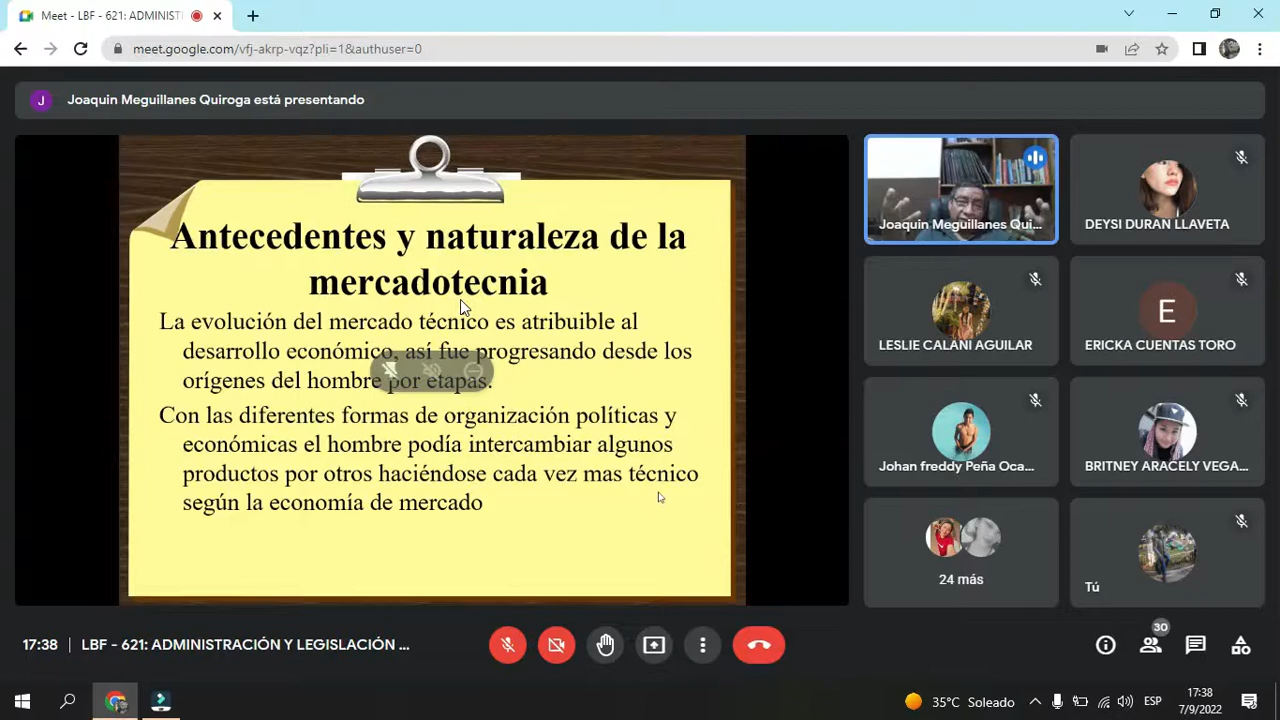 Meet - LBF - 621: ADMINIST
meet.google.com/vfj-akrp-vqz?pli=1&authuser=0
J
Joaquin Meguillanes Quiroga está presentando
Antecedentes y naturaleza de la
mercadotecnia
La evolución del mercado técnico es atribuible al
desarrollo económico, así fue progresando desde los
orígenes del hombre por etapas.
Con las diferentes formas de organización políticas y
económicas el hombre podía intercambiar algunos
productos por otros haciéndose cada vez mas técnico
según la economía de mercado
Joaquin Meguillanes Qui...
DEYSI DURAN LLAVETA
LESLIE CALANI AGUILAR
E
ERICKA CUENTAS TORO
Johan freddy Peña Oca...
BRITNEY ARACELY VEGA...
24 más
Tú
17:38 | LBF - 621: ADMINISTRACIÓN Y LEGISLACIÓN ...
30
35°C Soleado
ESP
17:38
7/9/2022